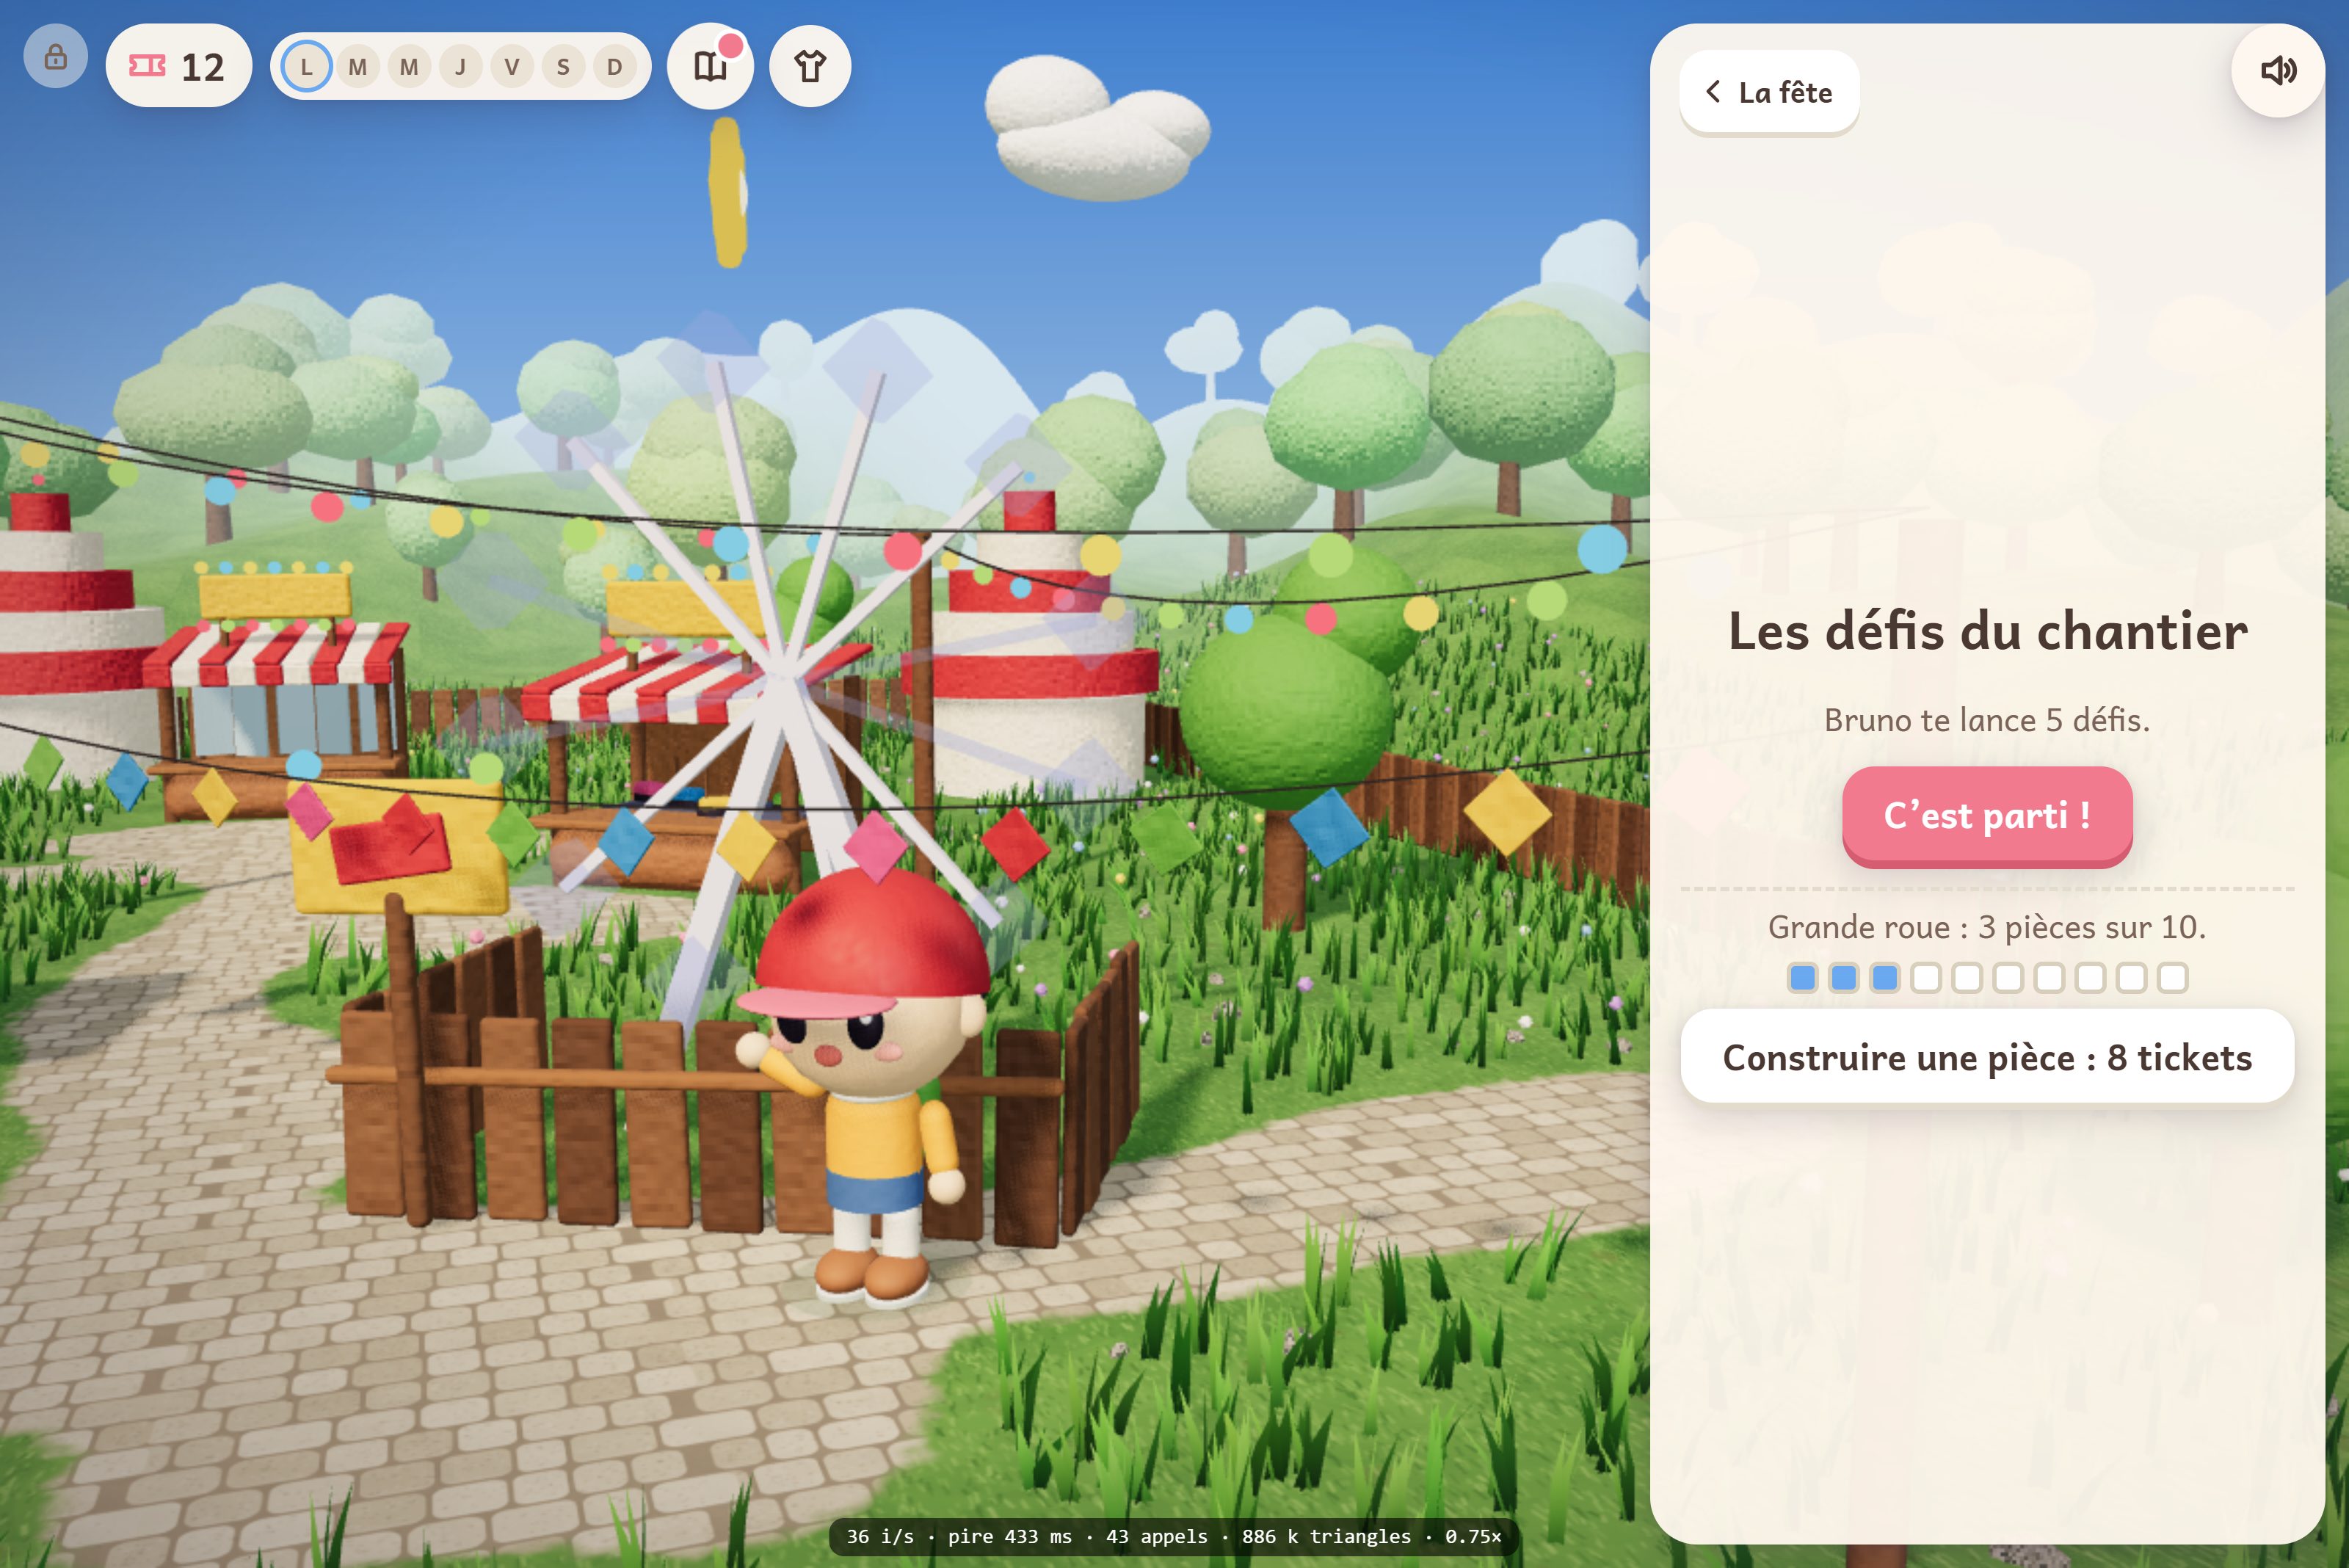 12
L M M J V S D
La fête
Les défis du chantier
Bruno te lance 5 défis.
C’est parti !
Grande roue : 3 pièces sur 10.
Construire une pièce : 8 tickets
36 i/s · pire 433 ms · 43 appels · 886 k triangles · 0.75×